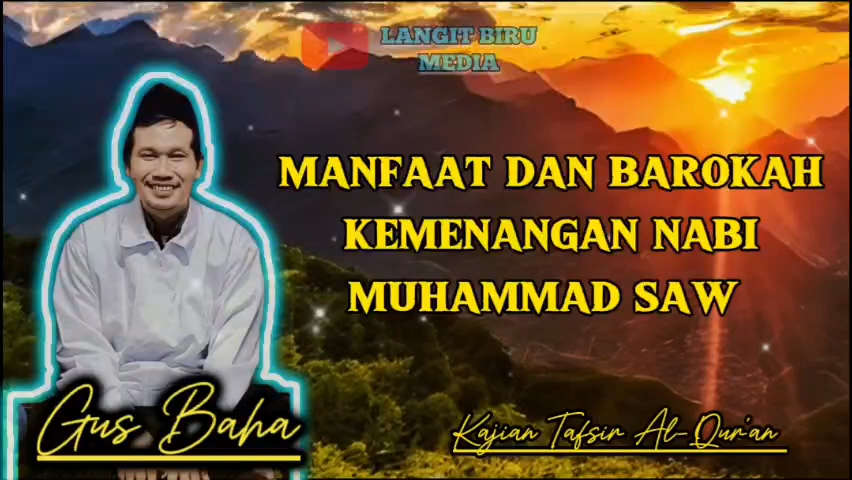 LANGIT BIRU
MEDIA
MANFAAT DAN BAROKAH
KEMENANGAN NABI
MUHAMMAD SAW
Gus Baha
Kajian Tafsir Al-Qur'an